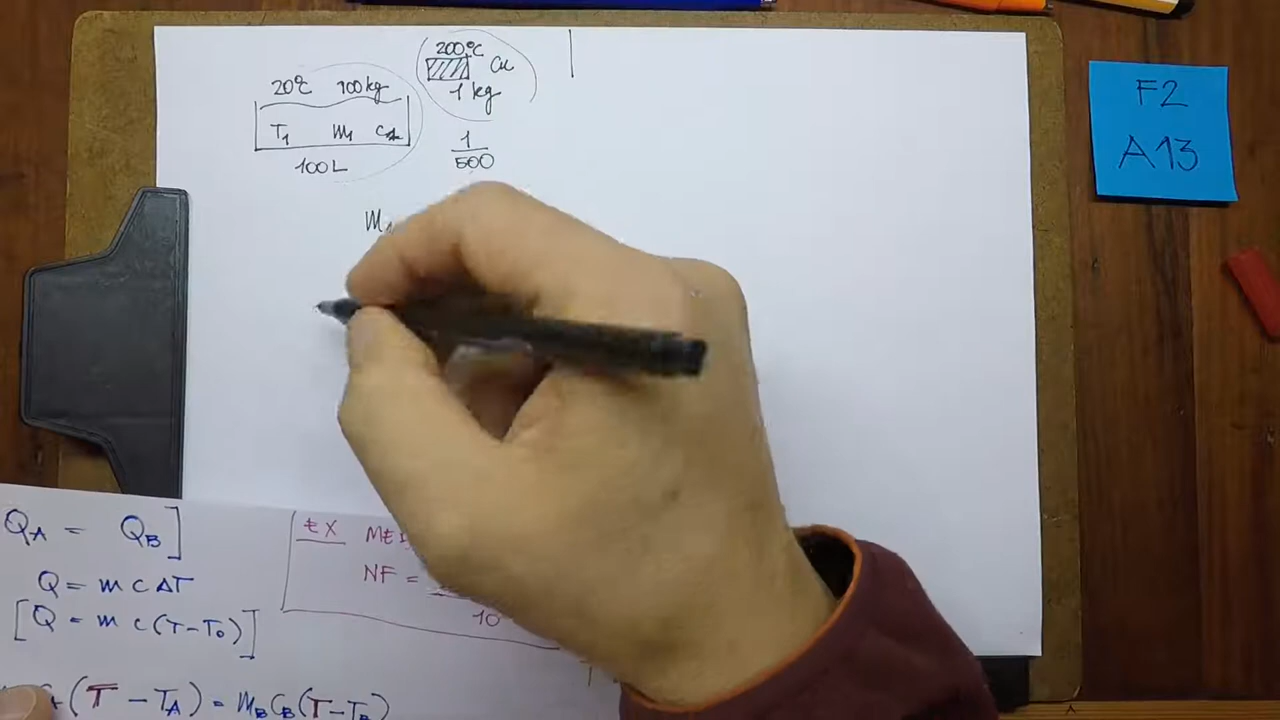 200°C
Cu
1 kg
20°C 100 kg
T₁ m₁
100 L
1
500
m₁
F2
A13
QA = QB]
Q = m c ΔT
[Q = m c (T - T₀)]
(T - TA) = MB CB (T - TB)
EX
NF =
10